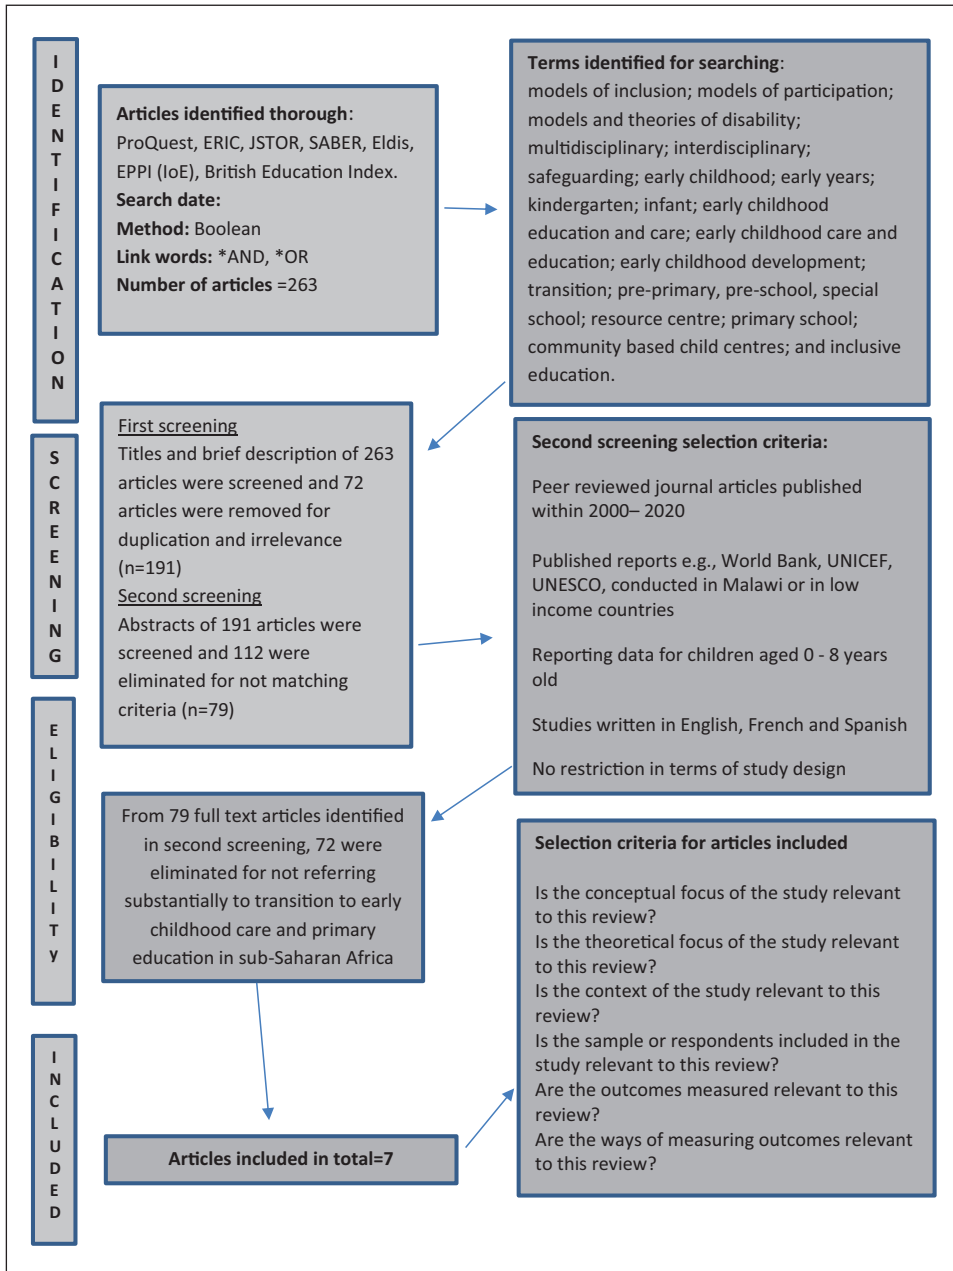 IDENTIFICATION
Articles identified thorough:
ProQuest, ERIC, JSTOR, SABER, Eldis,
EPPI (IoE), British Education Index.
Search date:
Method: Boolean
Link words: *AND, *OR
Number of articles =263
Terms identified for searching:
models of inclusion; models of participation;
models and theories of disability;
multidisciplinary; interdisciplinary;
safeguarding; early childhood; early years;
kindergarten; infant; early childhood
education and care; early childhood care and
education; early childhood development;
transition; pre-primary, pre-school, special
school; resource centre; primary school;
community based child centres; and inclusive
education.
SCREENING
First screening
Titles and brief description of 263
articles were screened and 72
articles were removed for
duplication and irrelevance
(n=191)
Second screening
Abstracts of 191 articles were
screened and 112 were
eliminated for not matching
criteria (n=79)
Second screening selection criteria:
Peer reviewed journal articles published
within 2000– 2020
Published reports e.g., World Bank, UNICEF,
UNESCO, conducted in Malawi or in low
income countries
Reporting data for children aged 0 - 8 years
old
Studies written in English, French and Spanish
No restriction in terms of study design
ELIGIBILITy
From 79 full text articles identified
in second screening, 72 were
eliminated for not referring
substantially to transition to early
childhood care and primary
education in sub-Saharan Africa
Selection criteria for articles included
Is the conceptual focus of the study relevant
to this review?
Is the theoretical focus of the study relevant
to this review?
Is the context of the study relevant to this
review?
Is the sample or respondents included in the
study relevant to this review?
Are the outcomes measured relevant to this
review?
Are the ways of measuring outcomes relevant
to this review?
INCLUDED
Articles included in total=7